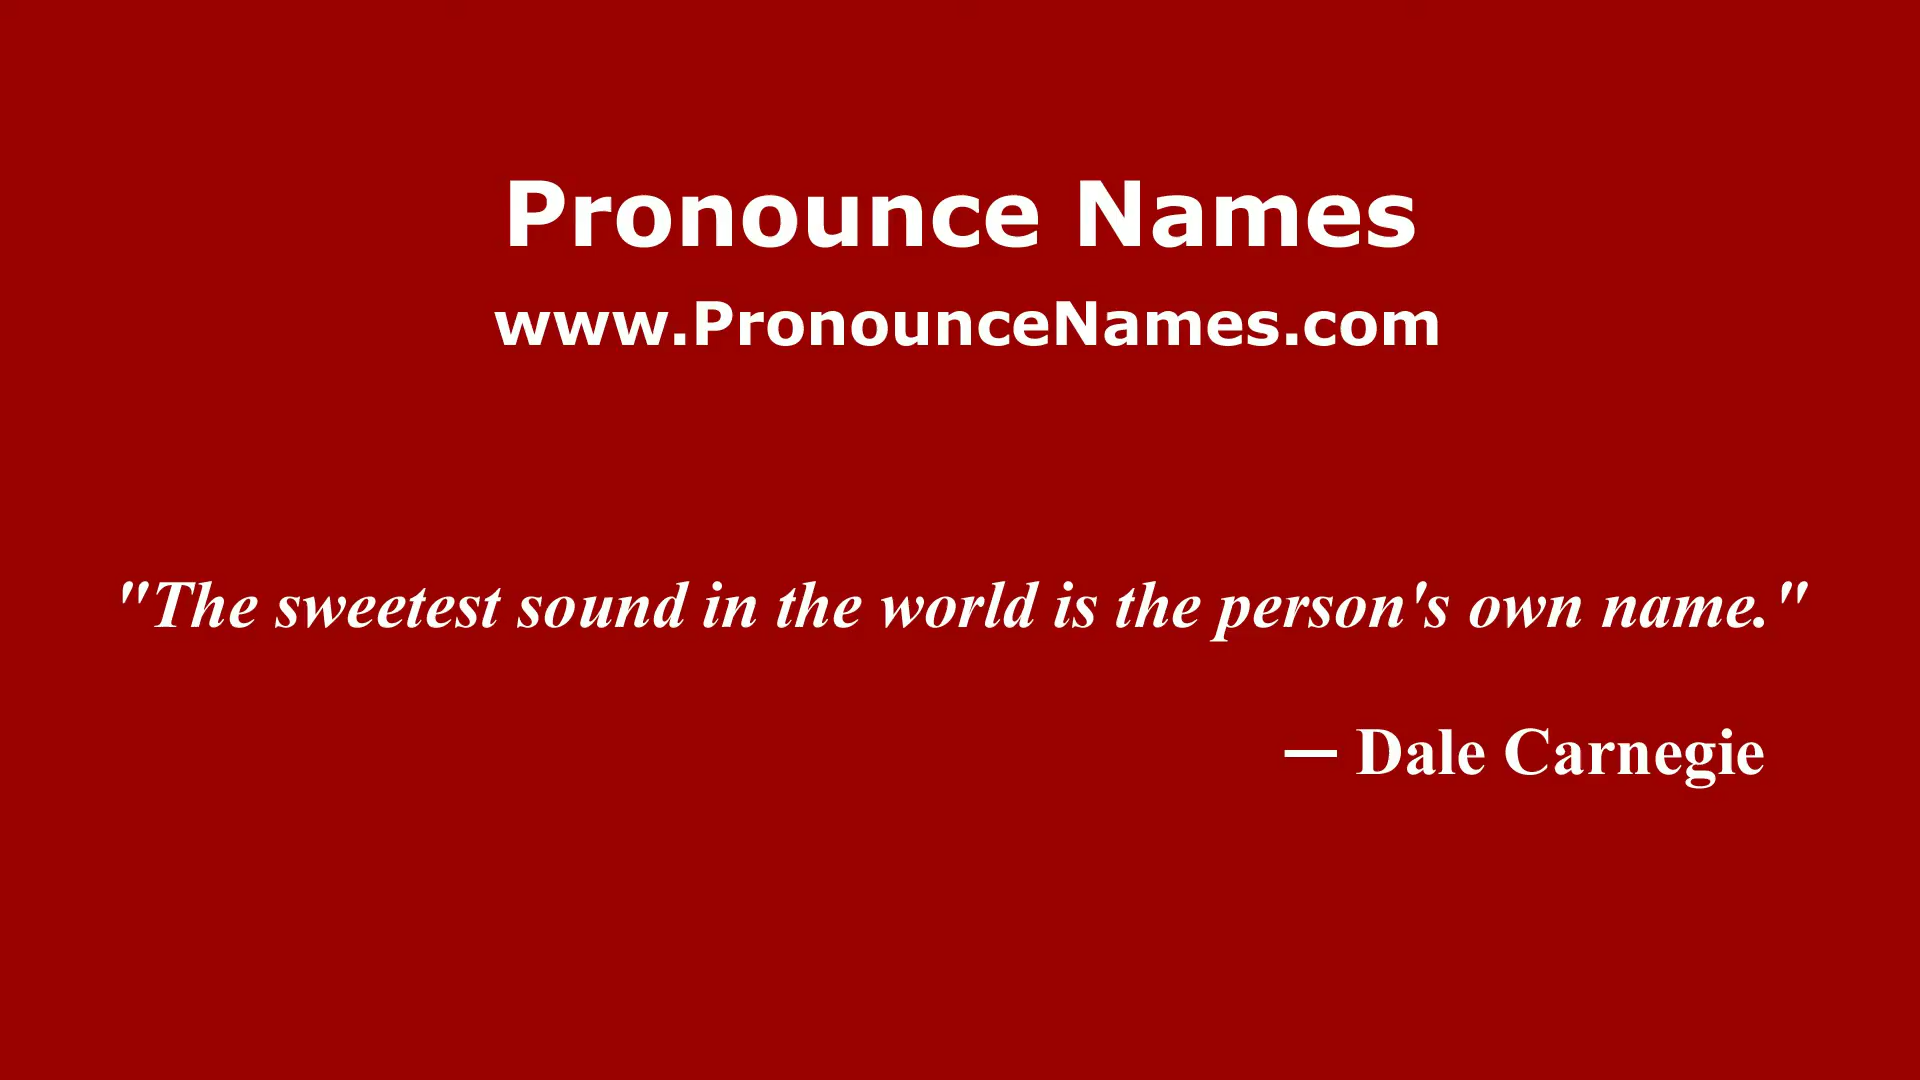 Pronounce Names
www.PronounceNames.com
"The sweetest sound in the world is the person's own name."
— Dale Carnegie